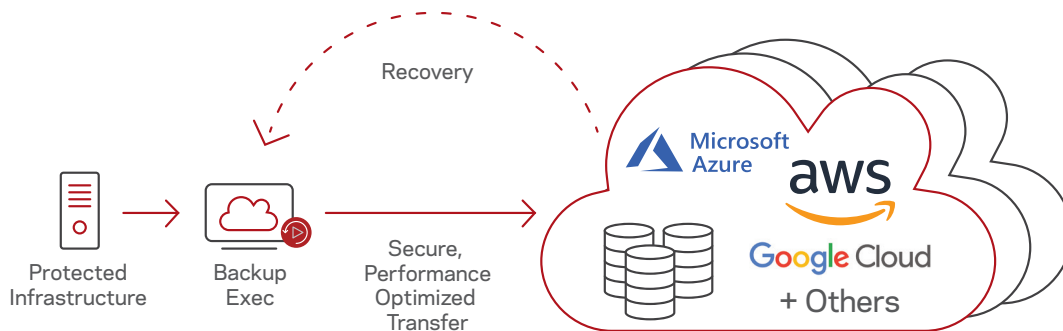 Recovery
Microsoft
Azure
aws
Google Cloud
+ Others
Protected
Infrastructure
Backup
Exec
Secure,
Performance
Optimized
Transfer